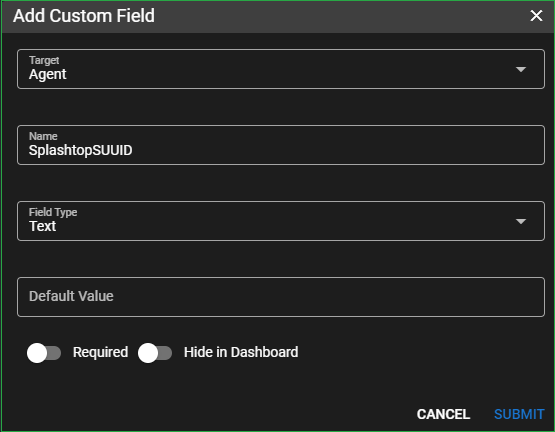 Add Custom Field
Target
Agent
Name
SplashtopSUUID
Field Type
Text
Default Value
Required
Hide in Dashboard
CANCEL
SUBMIT